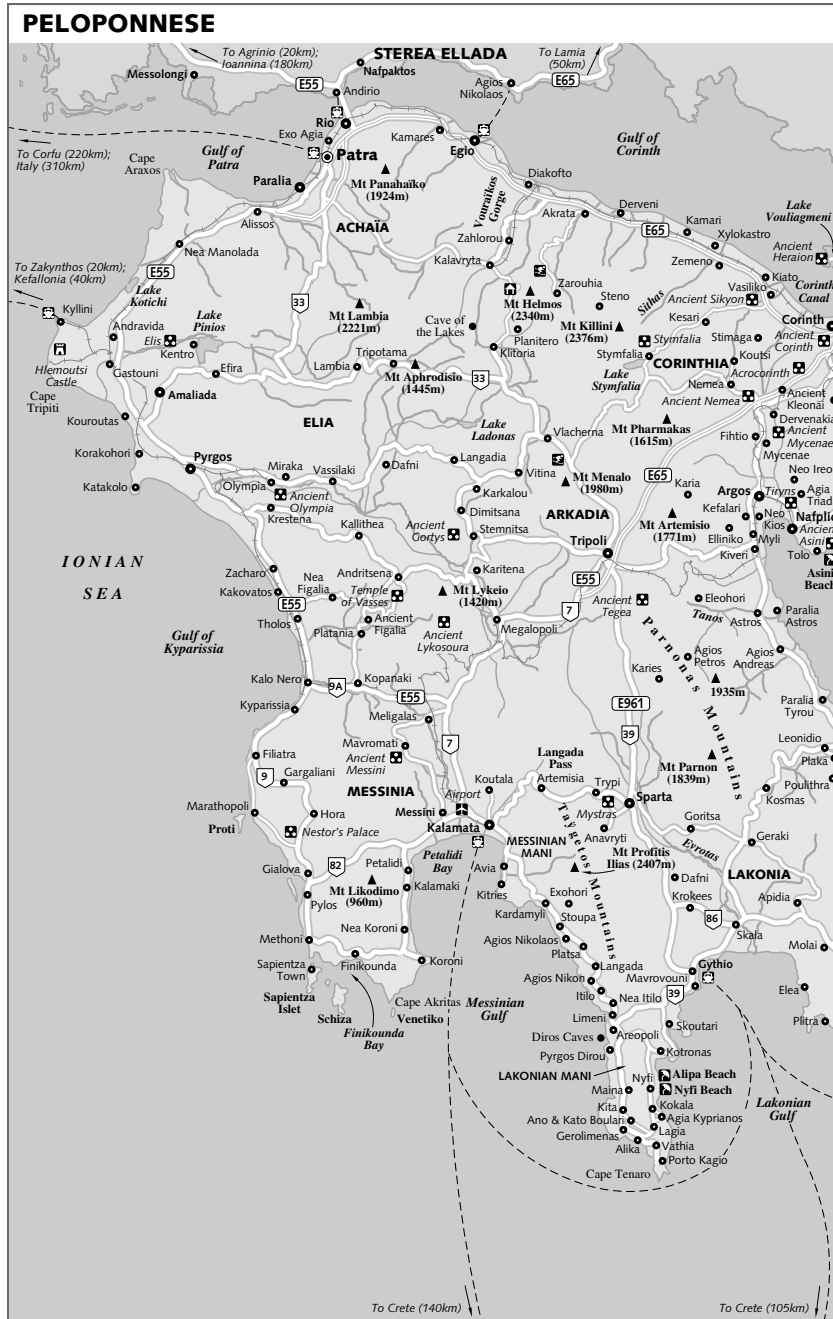 PELOPONNESE
To Agrinio (20km);
Ioannina (180km)
STEREA ELLADA
To Lamia
(50km)
Messolongi
E55
Nafpaktos
Andirio
Agios
Nikolaos
E65
Rio
Exo Agia
Kamares
Egio
Gulf of
Corinth
To Corfu (220km);
Italy (310km)
Cape
Araxos
Gulf of
Patra
Patra
Paralia
Mt Panahaïko
(1924m)
Vouraïkos
Gorge
Diakofto
Akrata
Derveni
Lake
Vouliagmeni
Kamari
Xylokastro
Ancient
Heraion
Alissos
ACHAÏA
Zahlorou
E65
Nea Manolada
Kalavryta
Zemeno
Kiato
To Zakynthos (20km);
Kefallonia (40km)
E55
Lake
Kotichi
33
Zarouhia
Steno
Sithas
Vasiliko
Ancient Sikyon
Corinth
Canal
Kyllini
Lake
Pinios
Mt Lambia
(2221m)
Cave of
the Lakes
Mt Helmos
(2340m)
Mt Killini
(2376m)
Kesari
Corinth
Andravida
Elis
Kentro
Planitero
Klitoria
Stymfalia
Stimaga
Ancient
Corinth
Hlemoutsi
Castle
Gastouni
Efira
Lambia
Tripotama
Mt Aphrodisio
(1445m)
33
Stymfalia
CORINTHIA
Koutsi
Acrocorinth
Cape
Tripiti
Amaliada
Lake
Stymfalia
Nemea
Ancient Nemea
Ancient
Kleonai
Kouroutas
ELIA
Lake
Ladonas
Vlacherna
Mt Pharmakas
(1615m)
Dervenakia
Fihtio
Ancient
Mycenae
Mycenae
Korakohori
Pyrgos
Miraka
Vassilaki
Dafni
Langadia
Vitina
Mt Menalo
(1980m)
E65
Karia
Neo Ireo
Katakolo
Olympia
Ancient
Olympia
Karkalou
Argos
Tiryns
Agia
Triad
Krestena
Kallithea
Dimitsana
ARKADIA
Mt Artemisio
(1771m)
Kefalari
Neo
Kios
Nafplio
Ancient
Gortys
Stemnitsa
Tripoli
Elliniko
Myli
Ancient
Asini
Kiveri
Tolo
Asini
Beach
IONIAN
SEA
Zacharo
Nea
Figalia
Andritsena
Karitena
E55
Kakovatos
Temple
of Vasses
Mt Lykeio
(1420m)
7
Ancient
Tegea
Eleohori
E55
Tholos
Platania
Ancient
Figalia
Ancient
Lykosoura
Megalopoli
Tanos
Astros
Paralia
Astros
Gulf of
Kyparissia
Parnonas Mountains
Karies
Agios
Petros
Agios
Andreas
1935m
Kalo Nero
9A
Kopanaki
E55
E961
Paralia
Tyrou
Kyparissia
Meligalas
39
Leonidio
Plaka
Filiatra
Mavromati
Ancient
Messini
7
Langada
Pass
Mt Parnon
(1839m)
9
Gargaliani
MESSINIA
Airport
Koutala
Artemisia
Trypi
Poulithra
Kosmas
Marathopoli
Hora
Messini
Mystras
Sparta
Proti
Nestor's Palace
Kalamata
Anavryti
Goritsa
Geraki
82
Petalidi
Petalidi
Bay
MESSINIAN
MANI
Taÿgetos Mountains
Mt Profitis
Ilias (2407m)
Eyrotas
Gialova
Avia
Dafni
LAKONIA
Mt Likodimo
(960m)
Kalamaki
Kitries
Exohori
Krokees
Apidia
Pylos
Kardamyli
Stoupa
86
Skala
Methoni
Nea Koroni
Agios Nikolaos
Platsa
Molai
Sapientza
Town
Finikounda
Koroni
Langada
Gythio
Mavrovouni
Agios Nikon
Elea
Sapientza
Islet
Schiza
Cape Akritas
Venetiko
Messinian
Gulf
Itilo
Nea Itilo
39
Finikounda
Bay
Limeni
Skoutari
Plitra
Diros Caves
Areopoli
Pyrgos Dirou
Kotronas
LAKONIAN MANI
Nyfi
Alipa Beach
Nyfi Beach
Maina
Lakonian
Gulf
Kita
Kokala
Ano & Kato Boulari
Agia Kyprianos
Gerolimenas
Lagia
Alika
Vathia
Cape Tenaro
Porto Kagio
To Crete (140km)
To Crete (105km)